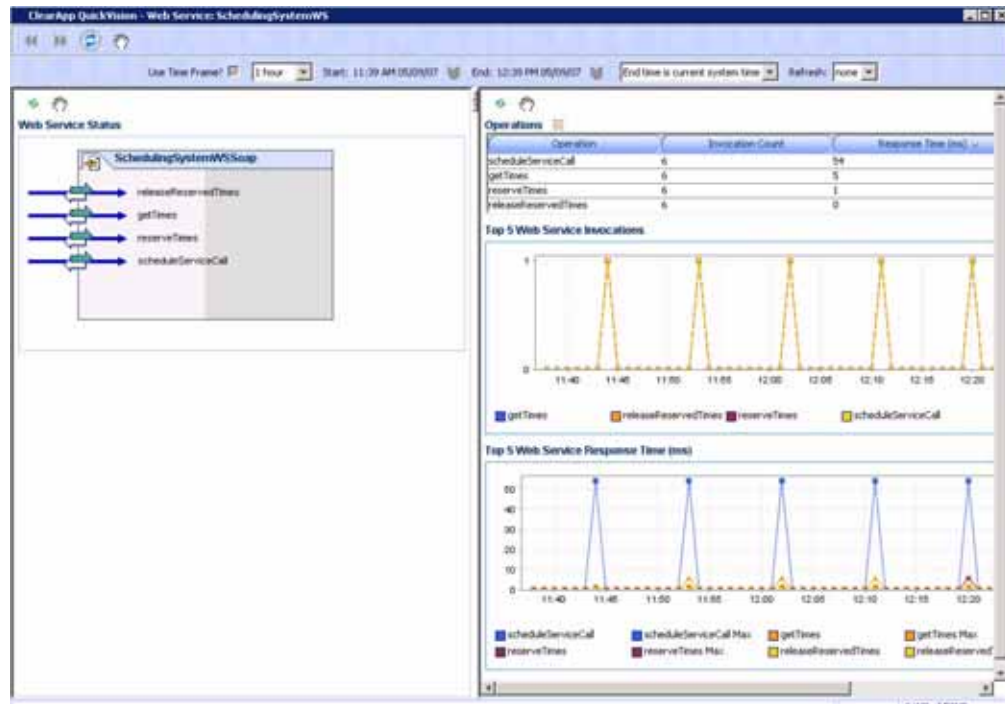 ClearApp QuickVision - Web Service: SchedulingSystemWS
Use Time Frame? 1 hour Start: 11:39 AM 05/09/07 End: 12:39 PM 05/09/07 End time is current system time Refresh: none
Web Service Status
SchedulingSystemWSSoap
releaseReservedTimes
getTimes
reserveTimes
scheduleServiceCall
Operations
Operation Invocation Count Response Time (ms)
scheduleServiceCall 6 54
getTimes 6 5
reserveTimes 6 1
releaseReservedTimes 6 0
Top 5 Web Service Invocations
1
0
11:40 11:45 11:50 11:55 12:00 12:05 12:10 12:15 12:20
getTimes releaseReservedTimes reserveTimes scheduleServiceCall
Top 5 Web Service Response Time (ms)
50
40
30
20
10
0
11:40 11:45 11:50 11:55 12:00 12:05 12:10 12:15 12:20
scheduleServiceCall scheduleServiceCall Max getTimes getTimes Max
reserveTimes reserveTimes Max releaseReservedTimes releaseReservedT